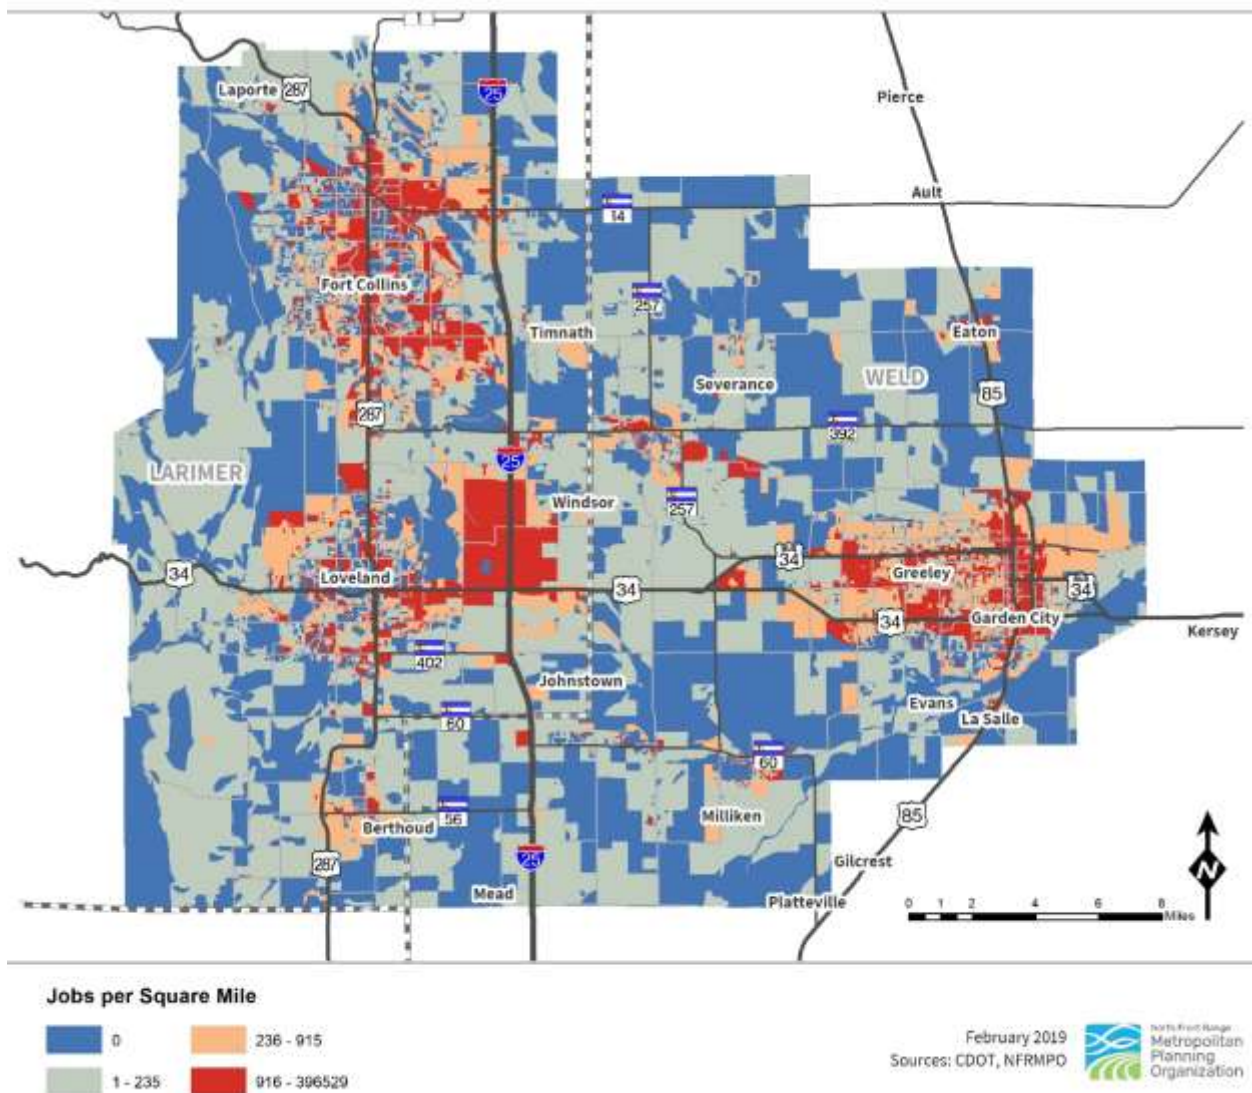 Laporte
287
25
Pierce
Ault
14
Fort Collins
257
Timnath
Eaton
Severance
WELD
85
287
392
25
LARIMER
Windsor
257
34
34
Loveland
34
Greeley
34
34
Garden City
Kersey
402
Johnstown
60
Evans
La Salle
60
56
Berthoud
Milliken
85
287
25
Gilcrest
Mead
Platteville
N
0 1 2 4 6 8
Miles
Jobs per Square Mile
0
236 - 915
1 - 235
916 - 396529
February 2019
Sources: CDOT, NFRMPO
North Front Range
Metropolitan
Planning
Organization